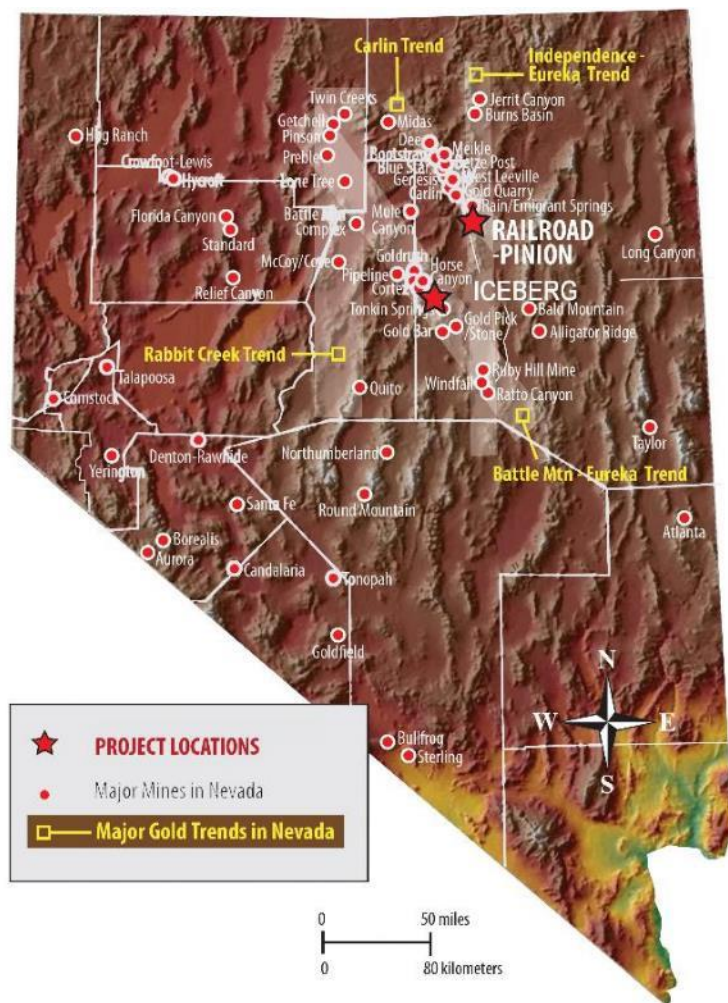 Carlin Trend
Independence -
Eureka Trend
Twin Creeks
Getchell
Pinson
Preble
Lone Tree
Midas
Jerrit Canyon
Burns Basin
Hog Ranch
Dee
Bootstrap
Blue Star
Genesis
Carlin
Meikle
Betze Post
West Leeville
Gold Quarry
Rain/Emigrant Springs
Crowfoot-Lewis
Hycroft
Florida Canyon
Standard
Relief Canyon
Battle Mtn
Complex
Mule
Canyon
RAILROAD
-PINION
Long Canyon
McCoy/Cove
Goldrush
Pipeline
Cortez
Horse
Canyon
ICEBERG
Tonkin Springs
Gold Bar
Gold Pick
/Stone
Bald Mountain
Alligator Ridge
Rabbit Creek Trend
Talapoosa
Comstock
Quito
Ruby Hill Mine
Windfall
Ratto Canyon
Yerington
Denton-Rawhide
Northumberland
Battle Mtn - Eureka Trend
Taylor
Santa Fe
Round Mountain
Atlanta
Borealis
Aurora
Candalaria
Tonopah
Goldfield
N
W
E
S
Bullfrog
Sterling
PROJECT LOCATIONS
Major Mines in Nevada
Major Gold Trends in Nevada
0 50 miles
0 80 kilometers